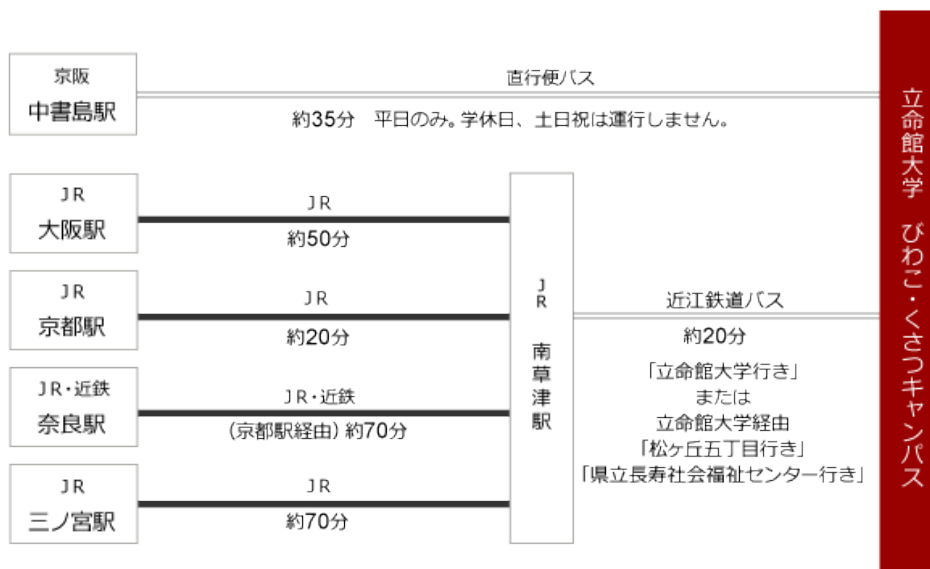 京阪
中書島駅
直行便バス
約35分 平日のみ。学休日、土日祝は運行しません。
JR
大阪駅
JR
約50分
JR
京都駅
JR
約20分
JR・近鉄
奈良駅
JR・近鉄
(京都駅経由) 約70分
JR
三ノ宮駅
JR
約70分
JR 南草津駅
近江鉄道バス
約20分
「立命館大学行き」
または
立命館大学経由
「松ヶ丘五丁目行き」
「県立長寿社会福祉センター行き」
立命館大学 びわこ・くさつキャンパス